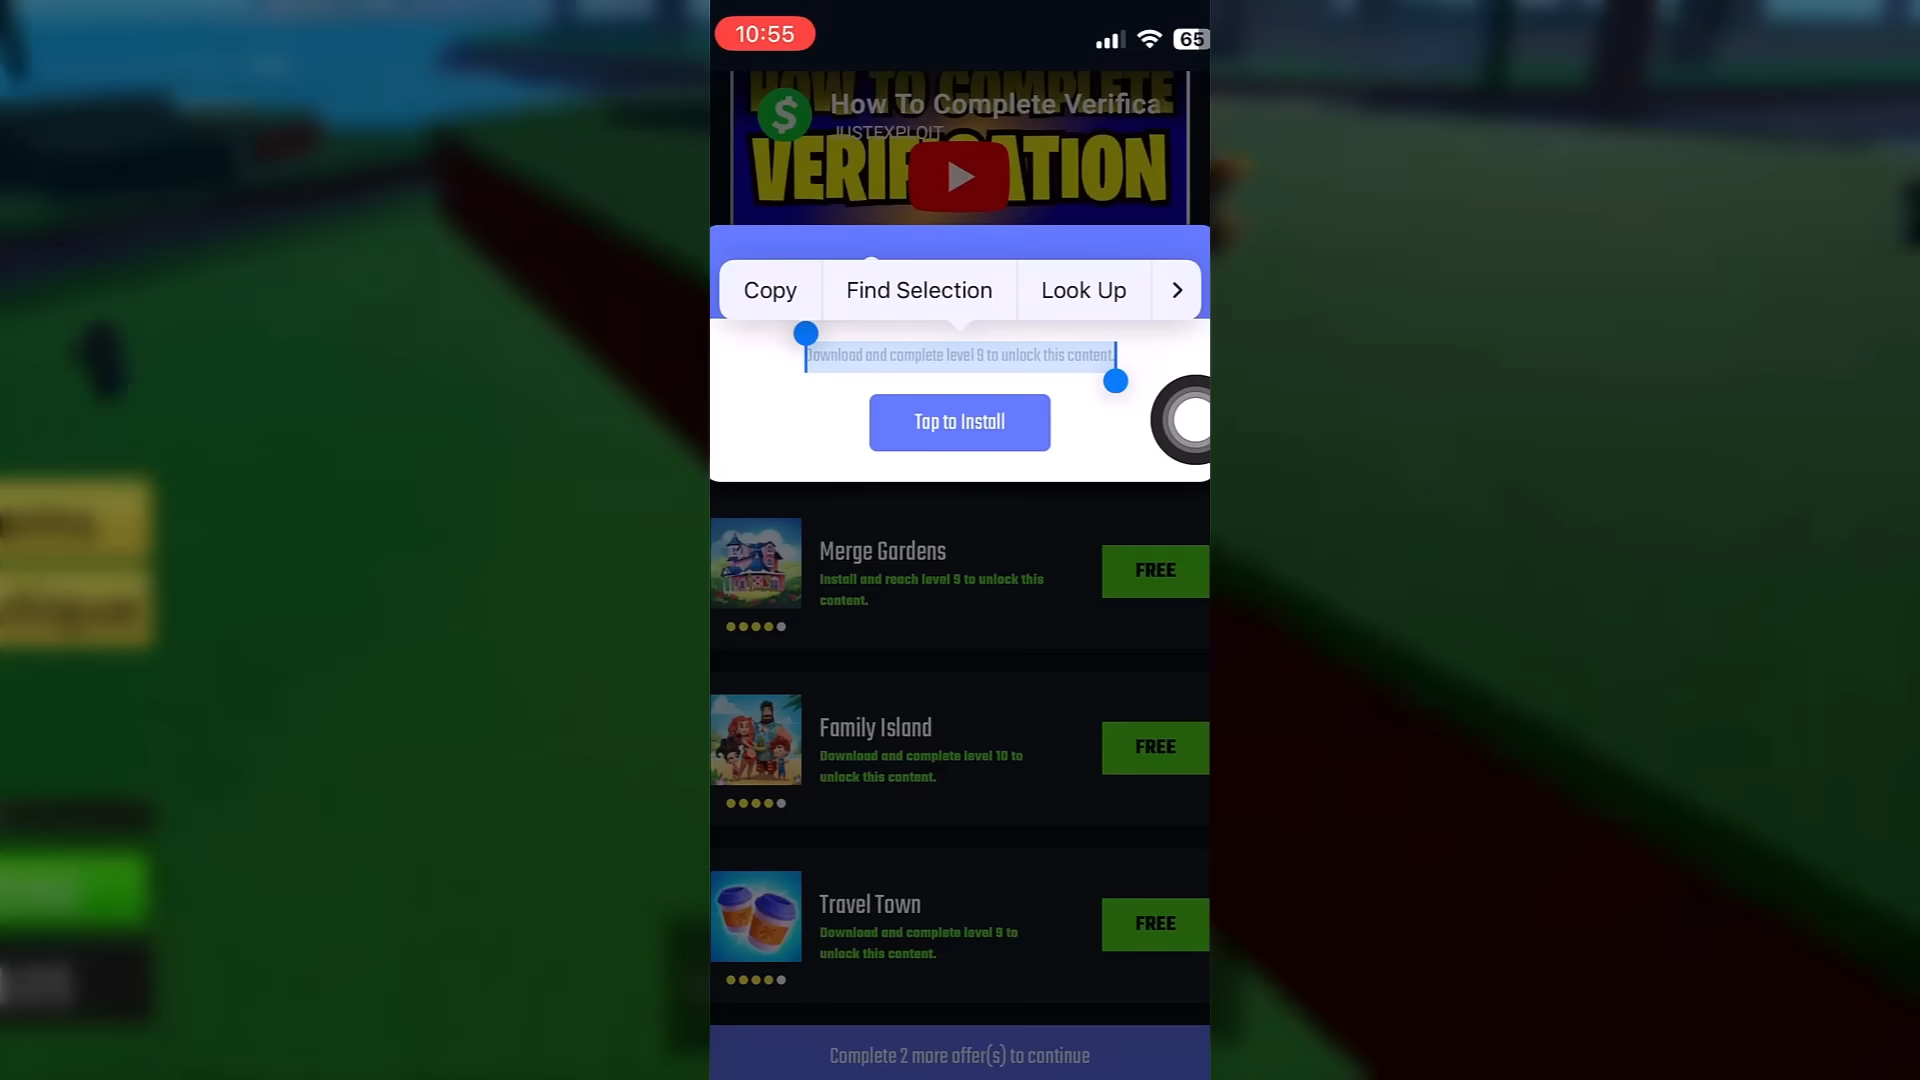 10:55
65
HOW TO COMPLETE
How To Complete Verifica
JUSTEXPLOIT
VERIFICATION
Copy
Find Selection
Look Up
Download and complete level 9 to unlock this content.
Tap to Install
Merge Gardens
Install and reach level 9 to unlock this
content.
FREE
Family Island
Download and complete level 10 to
unlock this content.
FREE
Travel Town
Download and complete level 9 to
unlock this content.
FREE
Complete 2 more offer(s) to continue